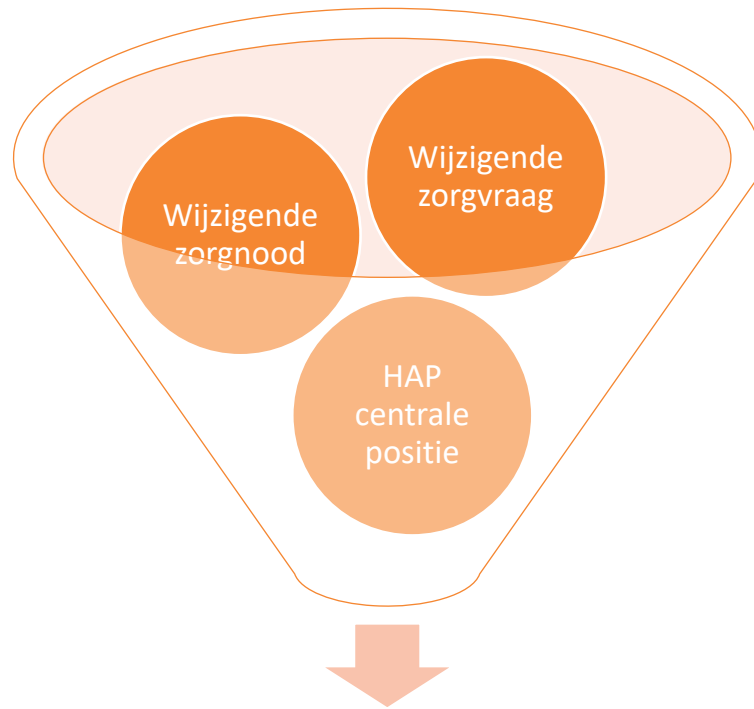 Wijzigende
zorgvraag
Wijzigende
zorgnood
HAP
centrale
positie